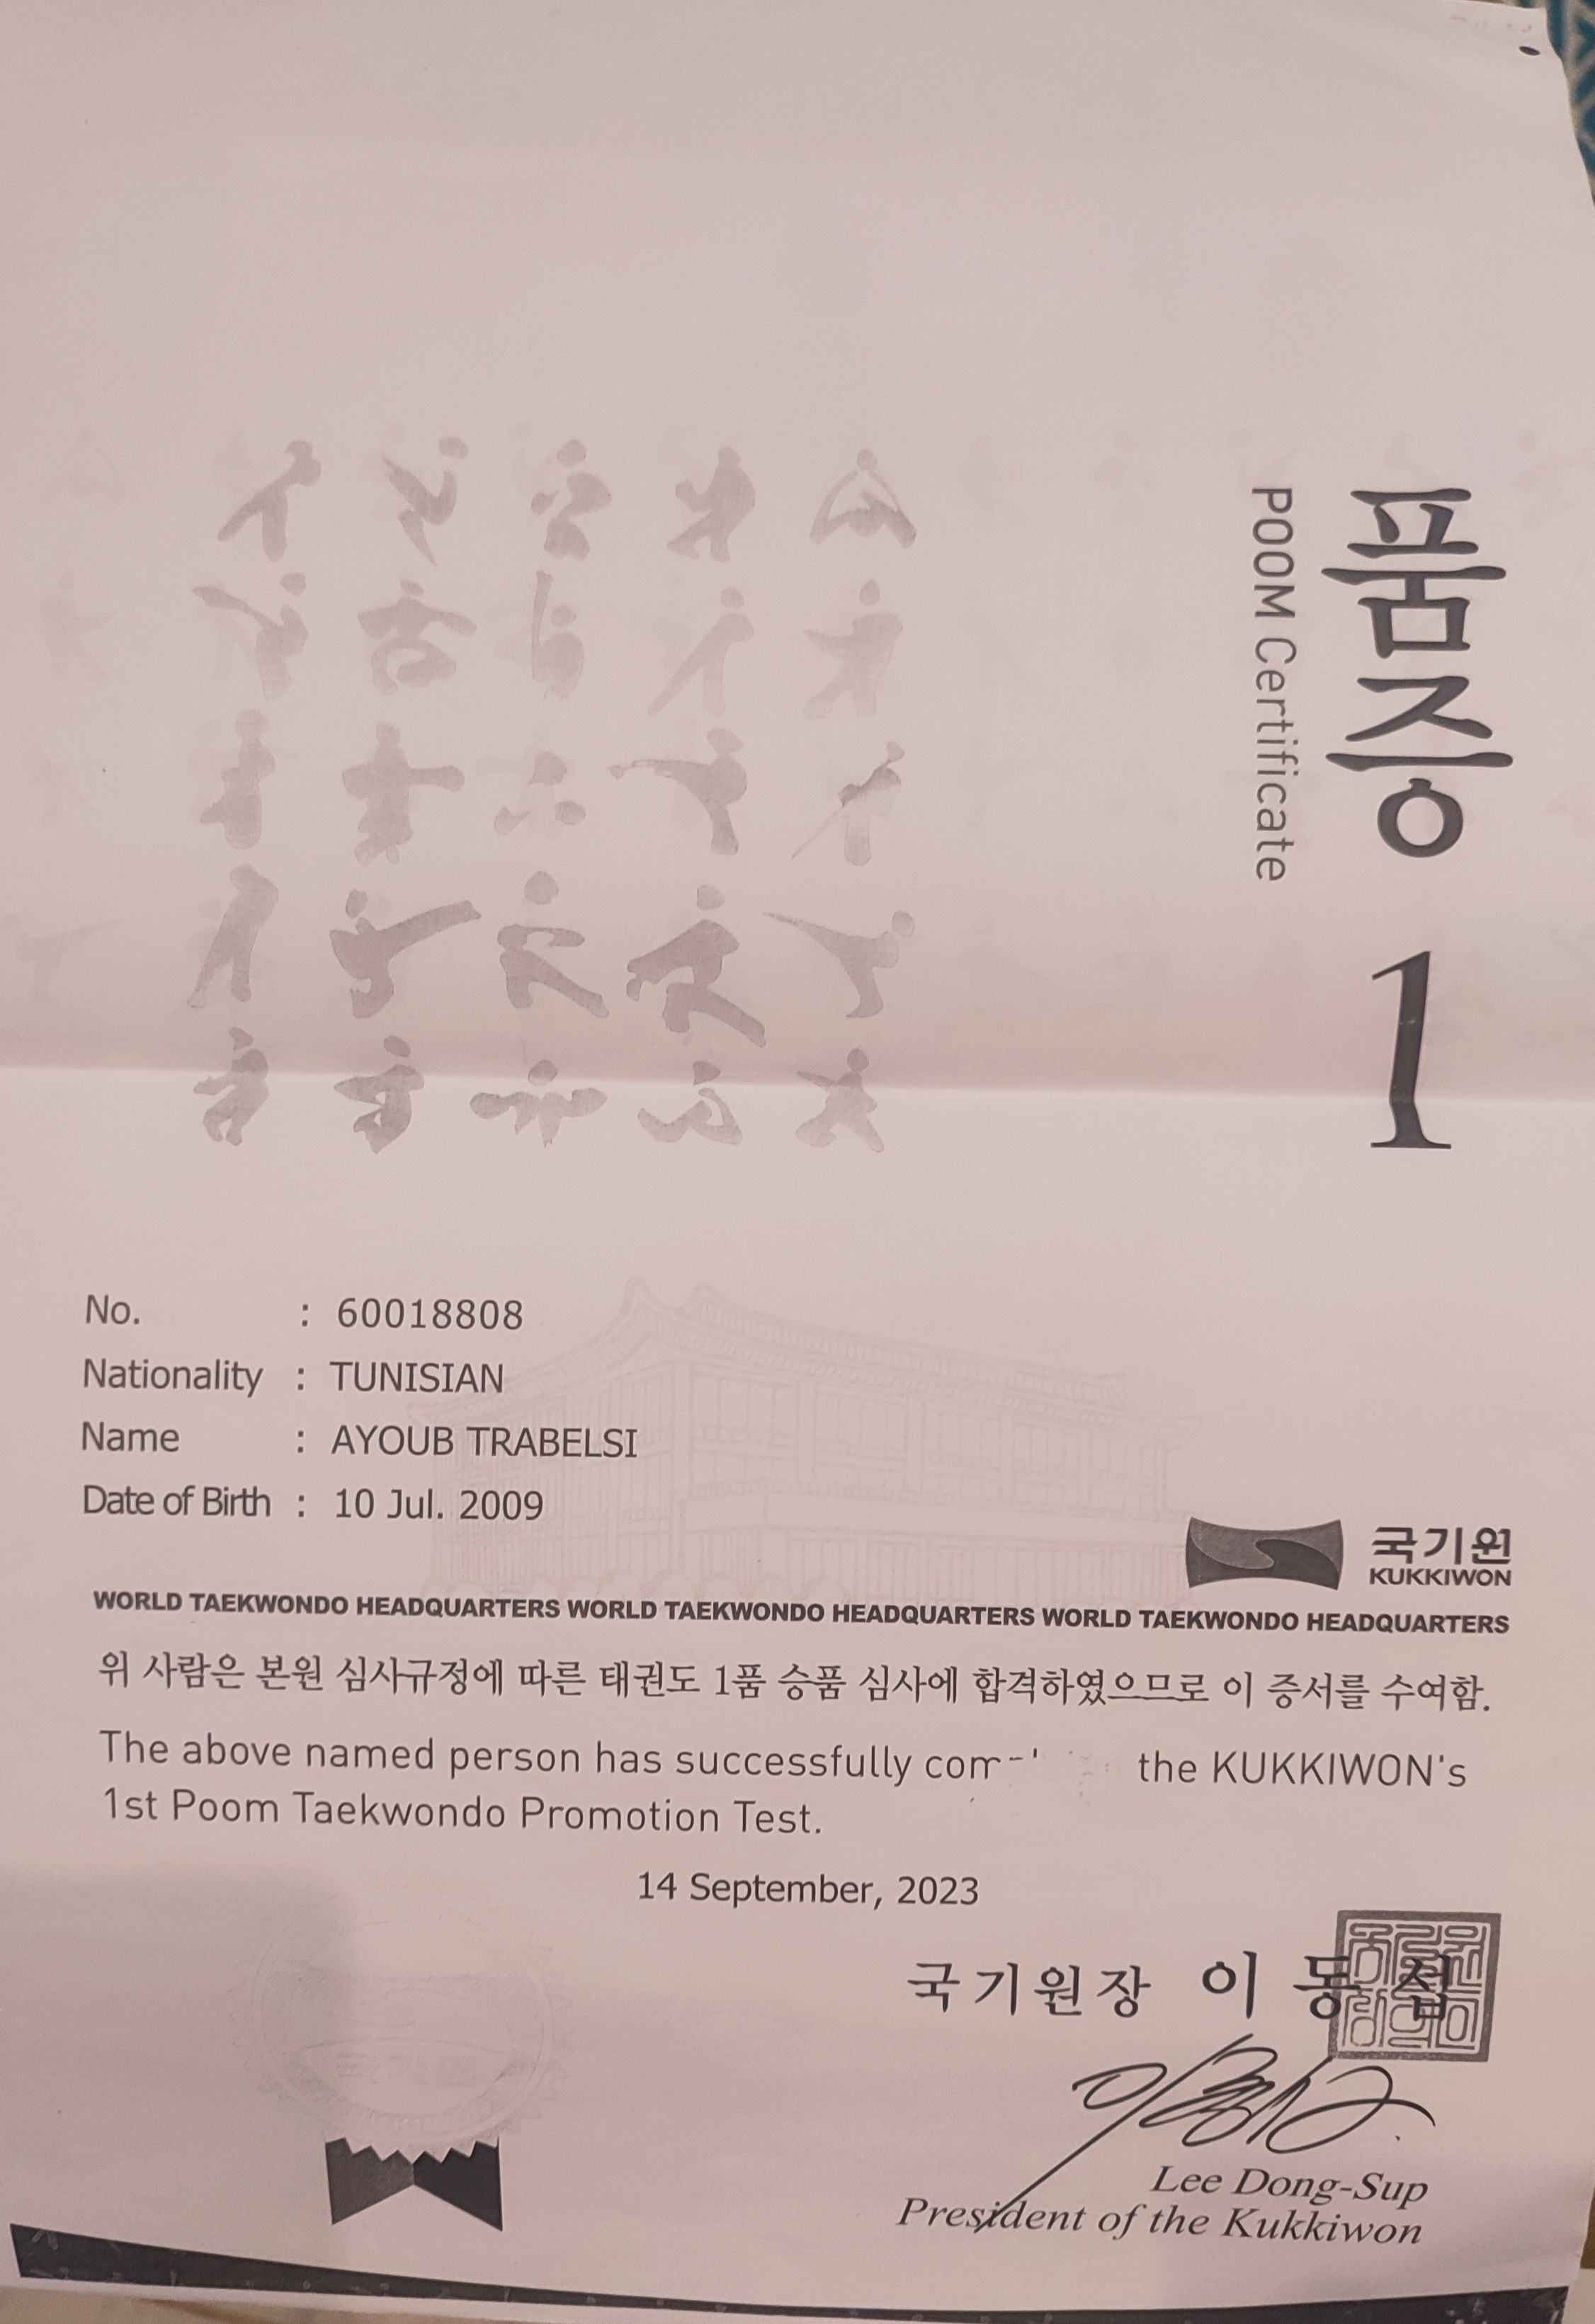 품증 1
POOM Certificate
No. : 60018808
Nationality : TUNISIAN
Name : AYOUB TRABELSI
Date of Birth : 10 Jul. 2009
국기원
KUKKIWON
WORLD TAEKWONDO HEADQUARTERS WORLD TAEKWONDO HEADQUARTERS WORLD TAEKWONDO HEADQUARTERS
위 사람은 본원 심사규정에 따른 태권도 1품 승품 심사에 합격하였으므로 이 증서를 수여함.
The above named person has successfully the KUKKIWON's
1st Poom Taekwondo Promotion Test.
14 September, 2023
국기원장 이동섭
Lee Dong-Sup
President of the Kukkiwon